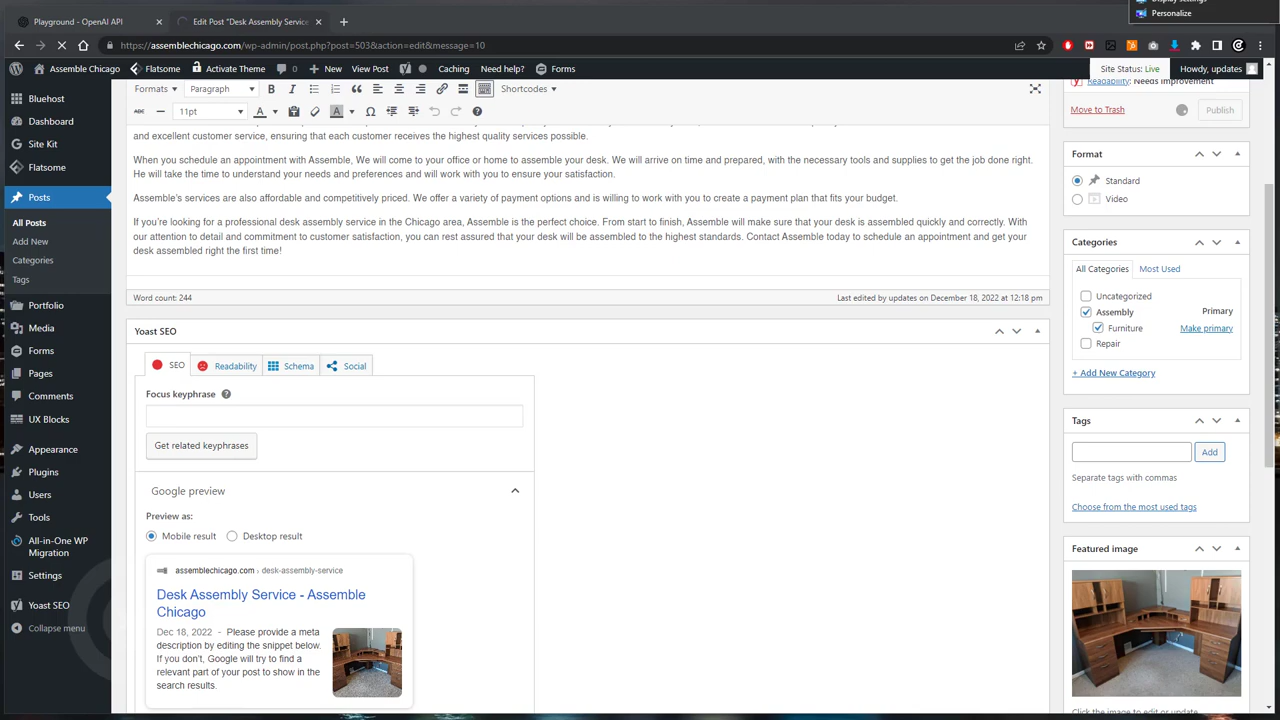 Display settings
Personalize
Playground - OpenAI API
Edit Post "Desk Assembly Service
https://assemblechicago.com/wp-admin/post.php?post=503&action=edit&message=10
Assemble Chicago
Flatsome
Activate Theme
0
New
View Post
Caching
Need help?
Forms
Site Status: Live
Howdy, updates
Bluehost
Dashboard
Site Kit
Flatsome
Posts
All Posts
Add New
Categories
Tags
Portfolio
Media
Forms
Pages
Comments
UX Blocks
Appearance
Plugins
Users
Tools
All-in-One WP
Migration
Settings
Yoast SEO
Collapse menu
Formats
Paragraph
Shortcodes
11pt
and excellent customer service, ensuring that each customer receives the highest quality services possible.
When you schedule an appointment with Assemble, We will come to your office or home to assemble your desk. We will arrive on time and prepared, with the necessary tools and supplies to get the job done right.
He will take the time to understand your needs and preferences and will work with you to ensure your satisfaction.
Assemble's services are also affordable and competitively priced. We offer a variety of payment options and is willing to work with you to create a payment plan that fits your budget.
If you're looking for a professional desk assembly service in the Chicago area, Assemble is the perfect choice. From start to finish, Assemble will make sure that your desk is assembled quickly and correctly. With
our attention to detail and commitment to customer satisfaction, you can rest assured that your desk will be assembled to the highest standards. Contact Assemble today to schedule an appointment and get your
desk assembled right the first time!
Word count: 244
Last edited by updates on December 18, 2022 at 12:18 pm
Yoast SEO
SEO
Readability
Schema
Social
Focus keyphrase
Get related keyphrases
Google preview
Preview as:
Mobile result
Desktop result
assemblechicago.com › desk-assembly-service
Desk Assembly Service - Assemble
Chicago
Dec 18, 2022 - Please provide a meta
description by editing the snippet below.
If you don't, Google will try to find a
relevant part of your post to show in the
search results.
Readability: Needs improvement
Move to Trash
Publish
Format
Standard
Video
Categories
All Categories
Most Used
Uncategorized
Assembly
Primary
Furniture
Make primary
Repair
+ Add New Category
Tags
Add
Separate tags with commas
Choose from the most used tags
Featured image
Click the image to edit or update